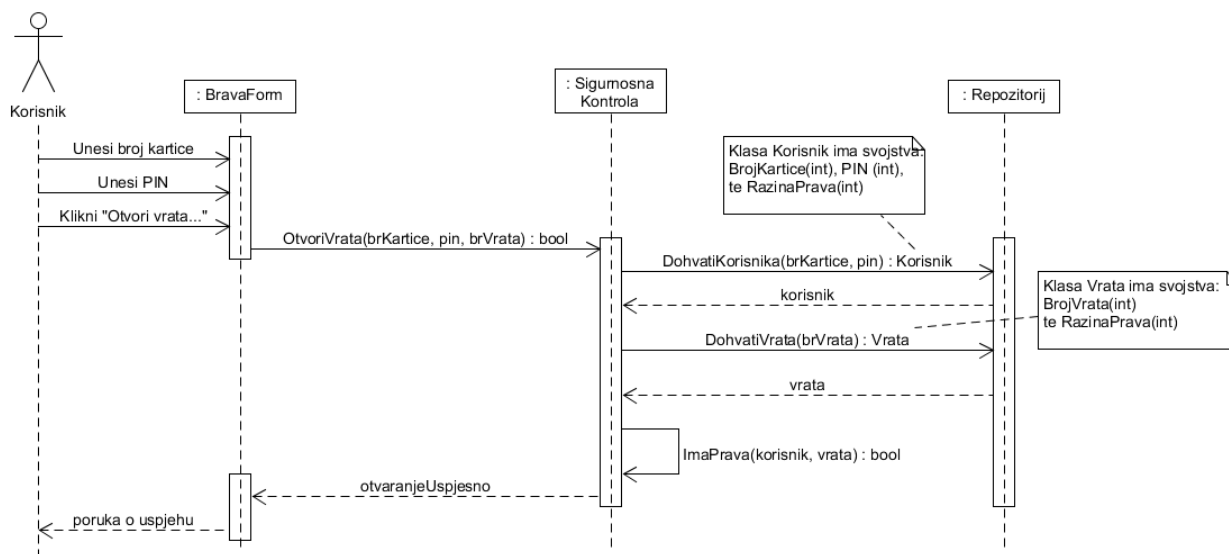 Korisnik
: BravaForm
: Sigurnosna
Kontrola
: Repozitorij
Unesi broj kartice
Unesi PIN
Klikni "Otvori vrata..."
OtvoriVrata(brKartice, pin, brVrata) : bool
Klasa Korisnik ima svojstva:
BrojKartice(int), PIN (int),
te RazinaPrava(int)
DohvatiKorisnika(brKartice, pin) : Korisnik
korisnik
Klasa Vrata ima svojstva:
BrojVrata(int)
te RazinaPrava(int)
DohvatiVrata(brVrata) : Vrata
vrata
ImaPrava(korisnik, vrata) : bool
otvaranjeUspjesno
poruka o uspjehu